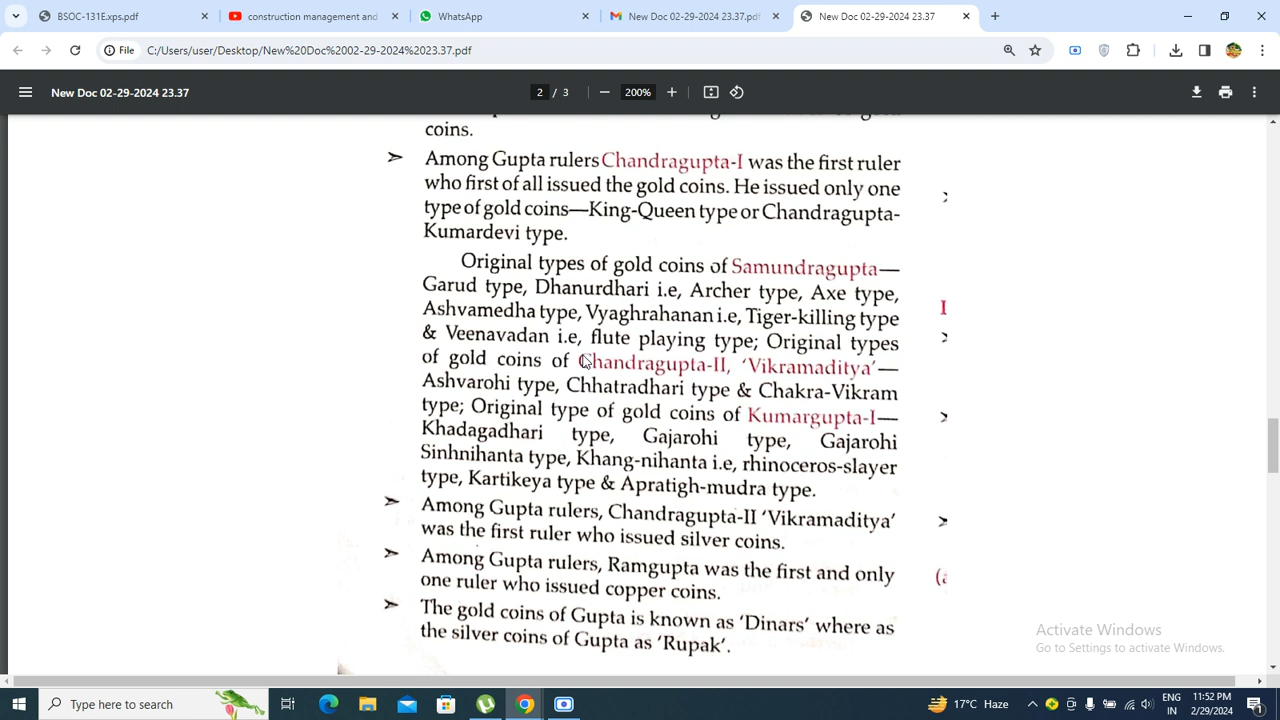 BSOC-131E.xps.pdf
construction management and
WhatsApp
New Doc 02-29-2024 23.37.pdf
New Doc 02-29-2024 23.37
File
C:/Users/user/Desktop/New%20Doc%2002-29-2024%2023.37.pdf
New Doc 02-29-2024 23.37
2 / 3
200%
coins.
➢ Among Gupta rulers Chandragupta-I was the first ruler
who first of all issued the gold coins. He issued only one
type of gold coins—King-Queen type or Chandragupta-
Kumardevi type.
Original types of gold coins of Samundragupta—
Garud type, Dhanurdhari i.e, Archer type, Axe type,
Ashvamedha type, Vyaghrahanan i.e, Tiger-killing type
& Veenavadan i.e, flute playing type; Original types
of gold coins of Chandragupta-II, 'Vikramaditya'—
Ashvarohi type, Chhatradhari type & Chakra-Vikram
type; Original type of gold coins of Kumargupta-I—
Khadagadhari type, Gajarohi type, Gajarohi
Sinhnihanta type, Khang-nihanta i.e, rhinoceros-slayer
type, Kartikeya type & Apratigh-mudra type.
➢ Among Gupta rulers, Chandragupta-II 'Vikramaditya'
was the first ruler who issued silver coins.
➢ Among Gupta rulers, Ramgupta was the first and only
one ruler who issued copper coins.
➢ The gold coins of Gupta is known as 'Dinars' where as
the silver coins of Gupta as 'Rupak'.
Activate Windows
Go to Settings to activate Windows.
Type here to search
17°C Haze
ENG
IN
11:52 PM
2/29/2024